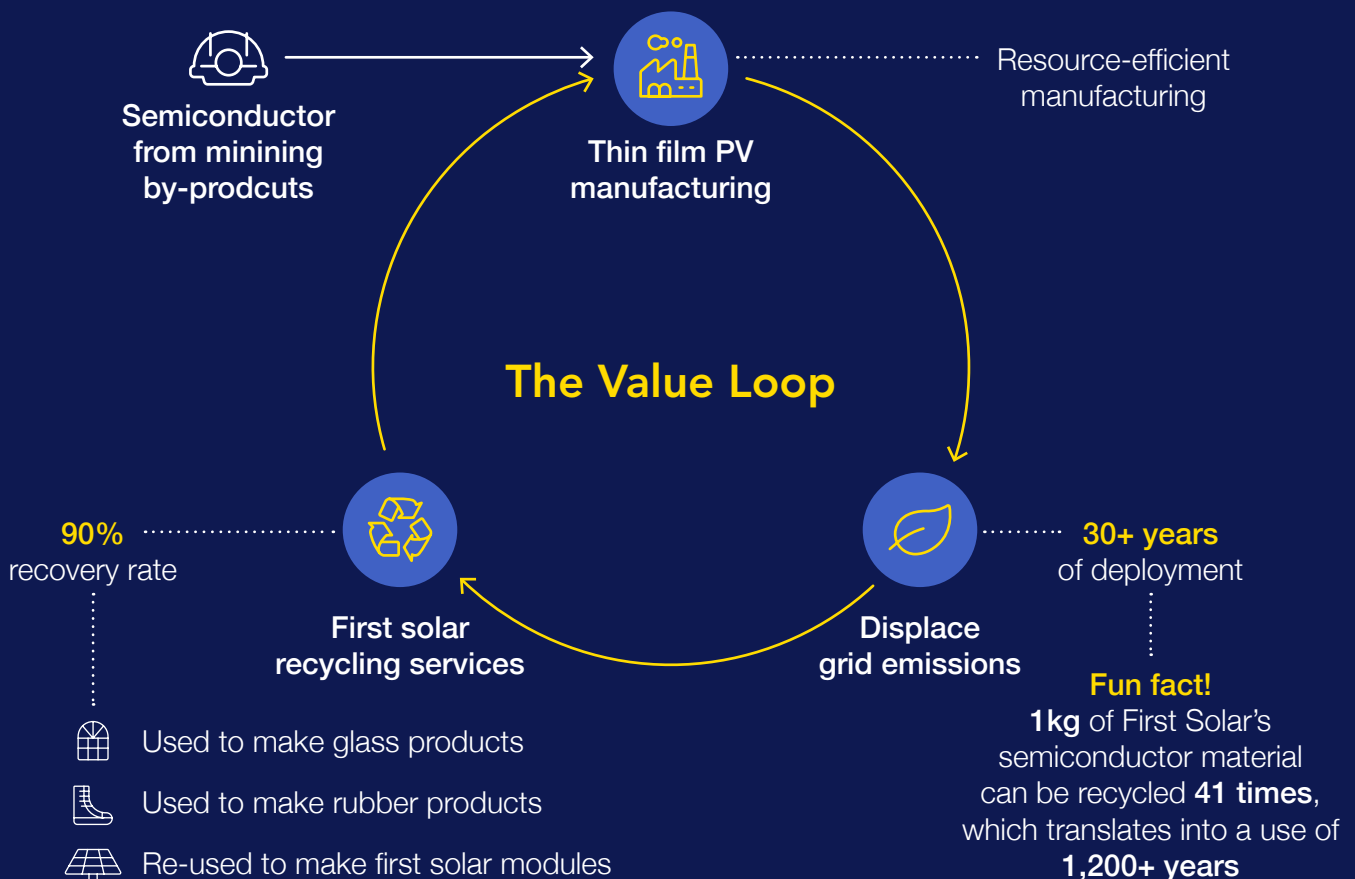 Semiconductor
from minining
by-prodcuts
Thin film PV
manufacturing
Resource-efficient
manufacturing
The Value Loop
90%
recovery rate
First solar
recycling services
Displace
grid emissions
30+ years
of deployment
Used to make glass products
Used to make rubber products
Re-used to make first solar modules
Fun fact!
1kg of First Solar’s
semiconductor material
can be recycled 41 times,
which translates into a use of
1,200+ years